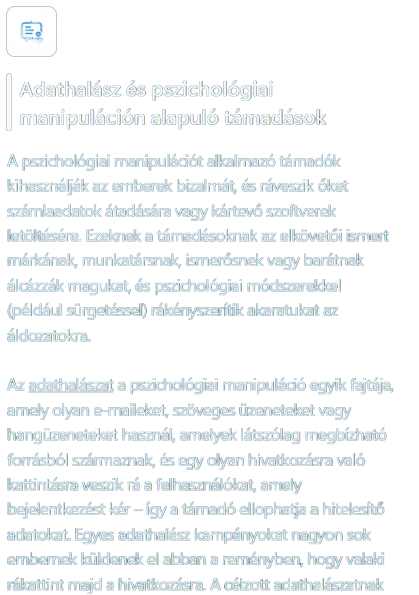 Adathalász és pszichológiai
manipuláción alapuló támadások
A pszichológiai manipulációt alkalmazó támadók
kihasználják az emberek bizalmát, és ráveszik őket
számlaadatok átadására vagy kártevő szoftverek
letöltésére. Ezeknek a támadásoknak az elkövetői ismert
márkának, munkatársnak, ismerősnek vagy barátnak
álcázzák magukat, és pszichológiai módszerekkel
(például sürgetéssel) rákényszerítik akaratukat az
áldozatokra.
Az adathalászat a pszichológiai manipuláció egyik fajtája,
amely olyan e-maileket, szöveges üzeneteket vagy
hangüzeneteket használ, amelyek látszólag megbízható
forrásból származnak, és egy olyan hivatkozásra való
kattintásra veszik rá a felhasználókat, amely
bejelentkezést kér – így a támadó ellophatja a hitelesítő
adatokat. Egyes adathalász kampányokat nagyon sok
embernek küldenek el abban a reményben, hogy valaki
rákattint majd a hivatkozásra. A célzott adathalászatnak